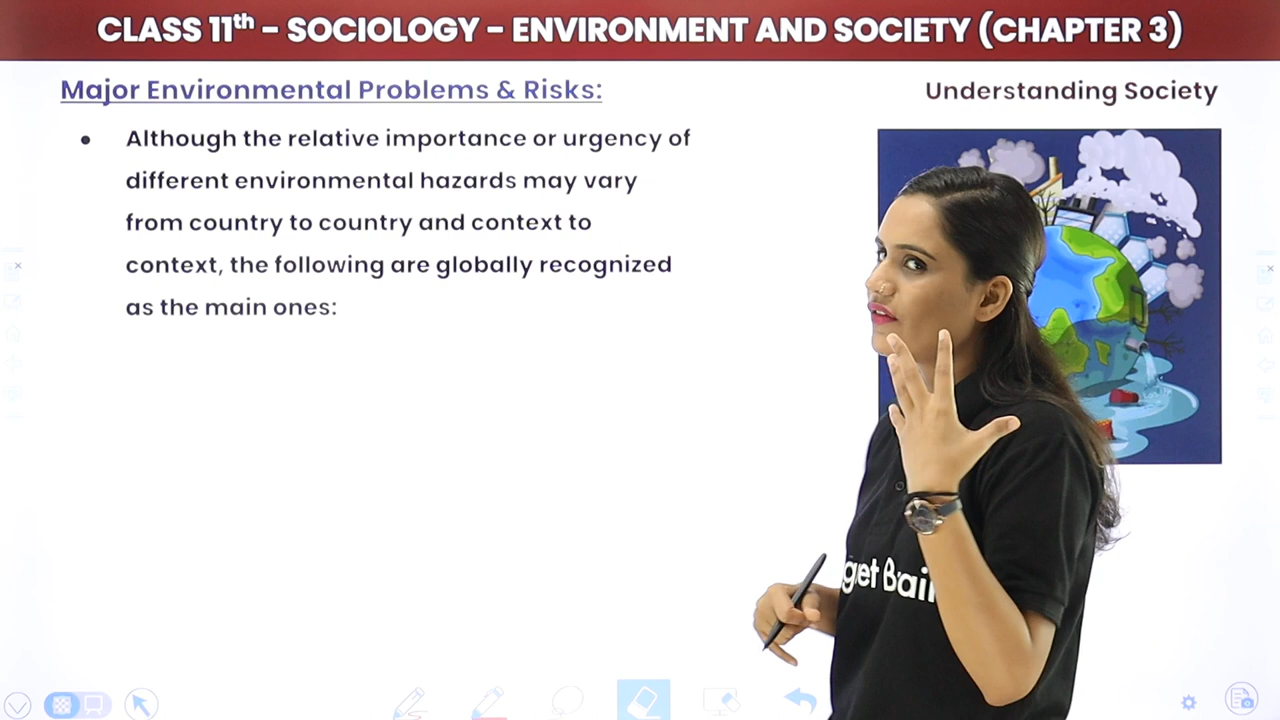 CLASS 11th - SOCIOLOGY - ENVIRONMENT AND SOCIETY (CHAPTER 3)
Major Environmental Problems & Risks:
Understanding Society
• Although the relative importance or urgency of
different environmental hazards may vary
from country to country and context to
context, the following are globally recognized
as the main ones:
get Brai